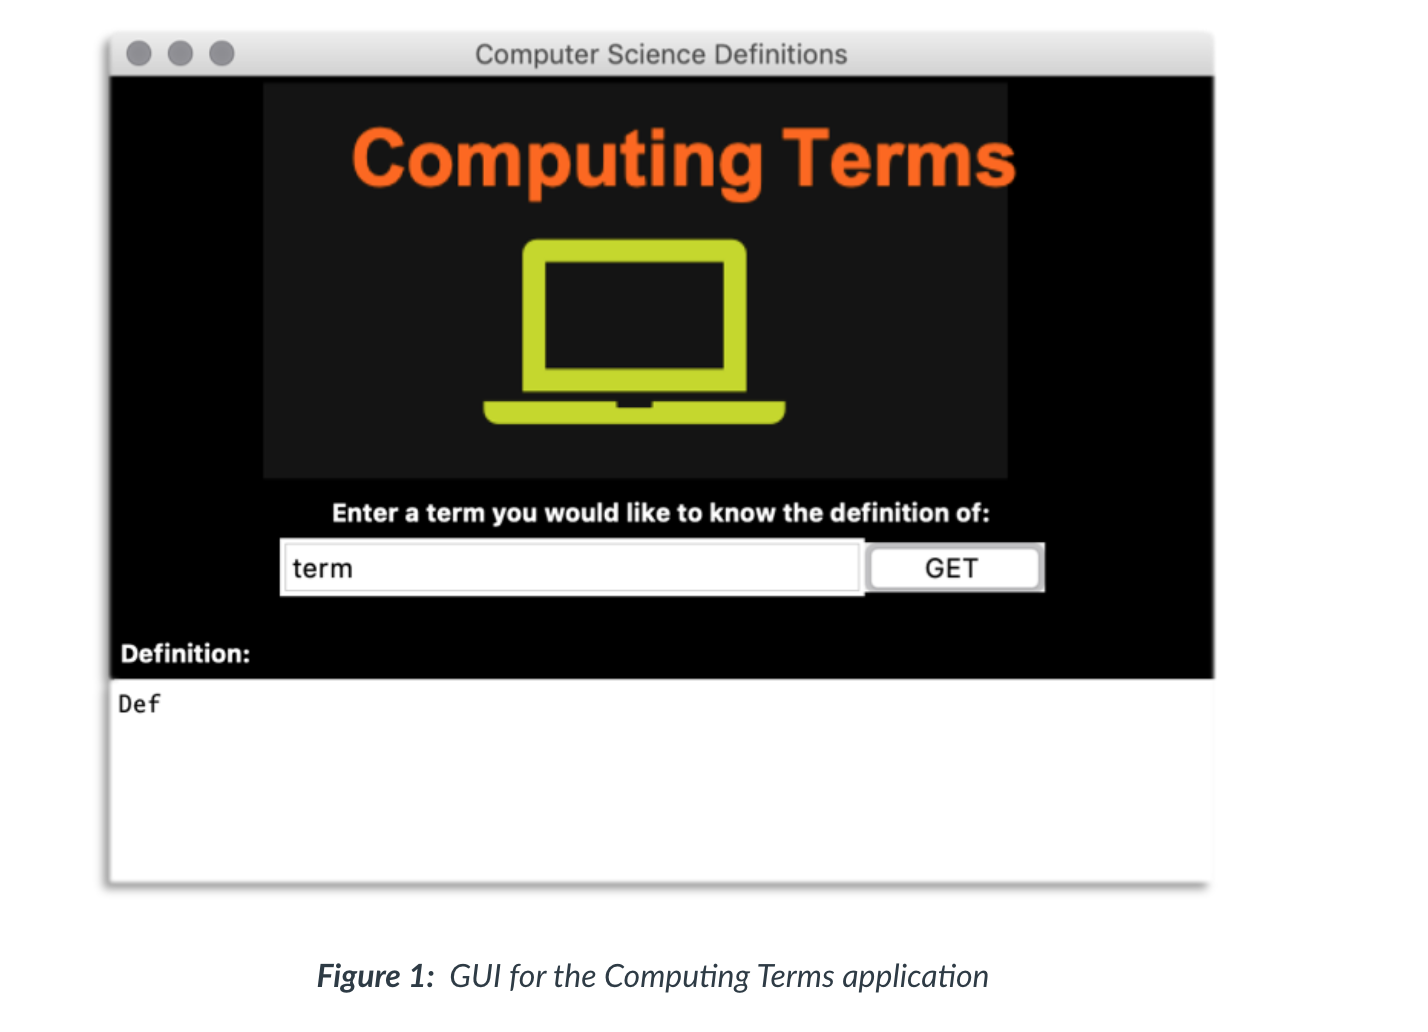 Computer Science Definitions
Computing Terms
Enter a term you would like to know the definition of:
term GET
Definition:
Def
Figure 1: GUI for the Computing Terms application